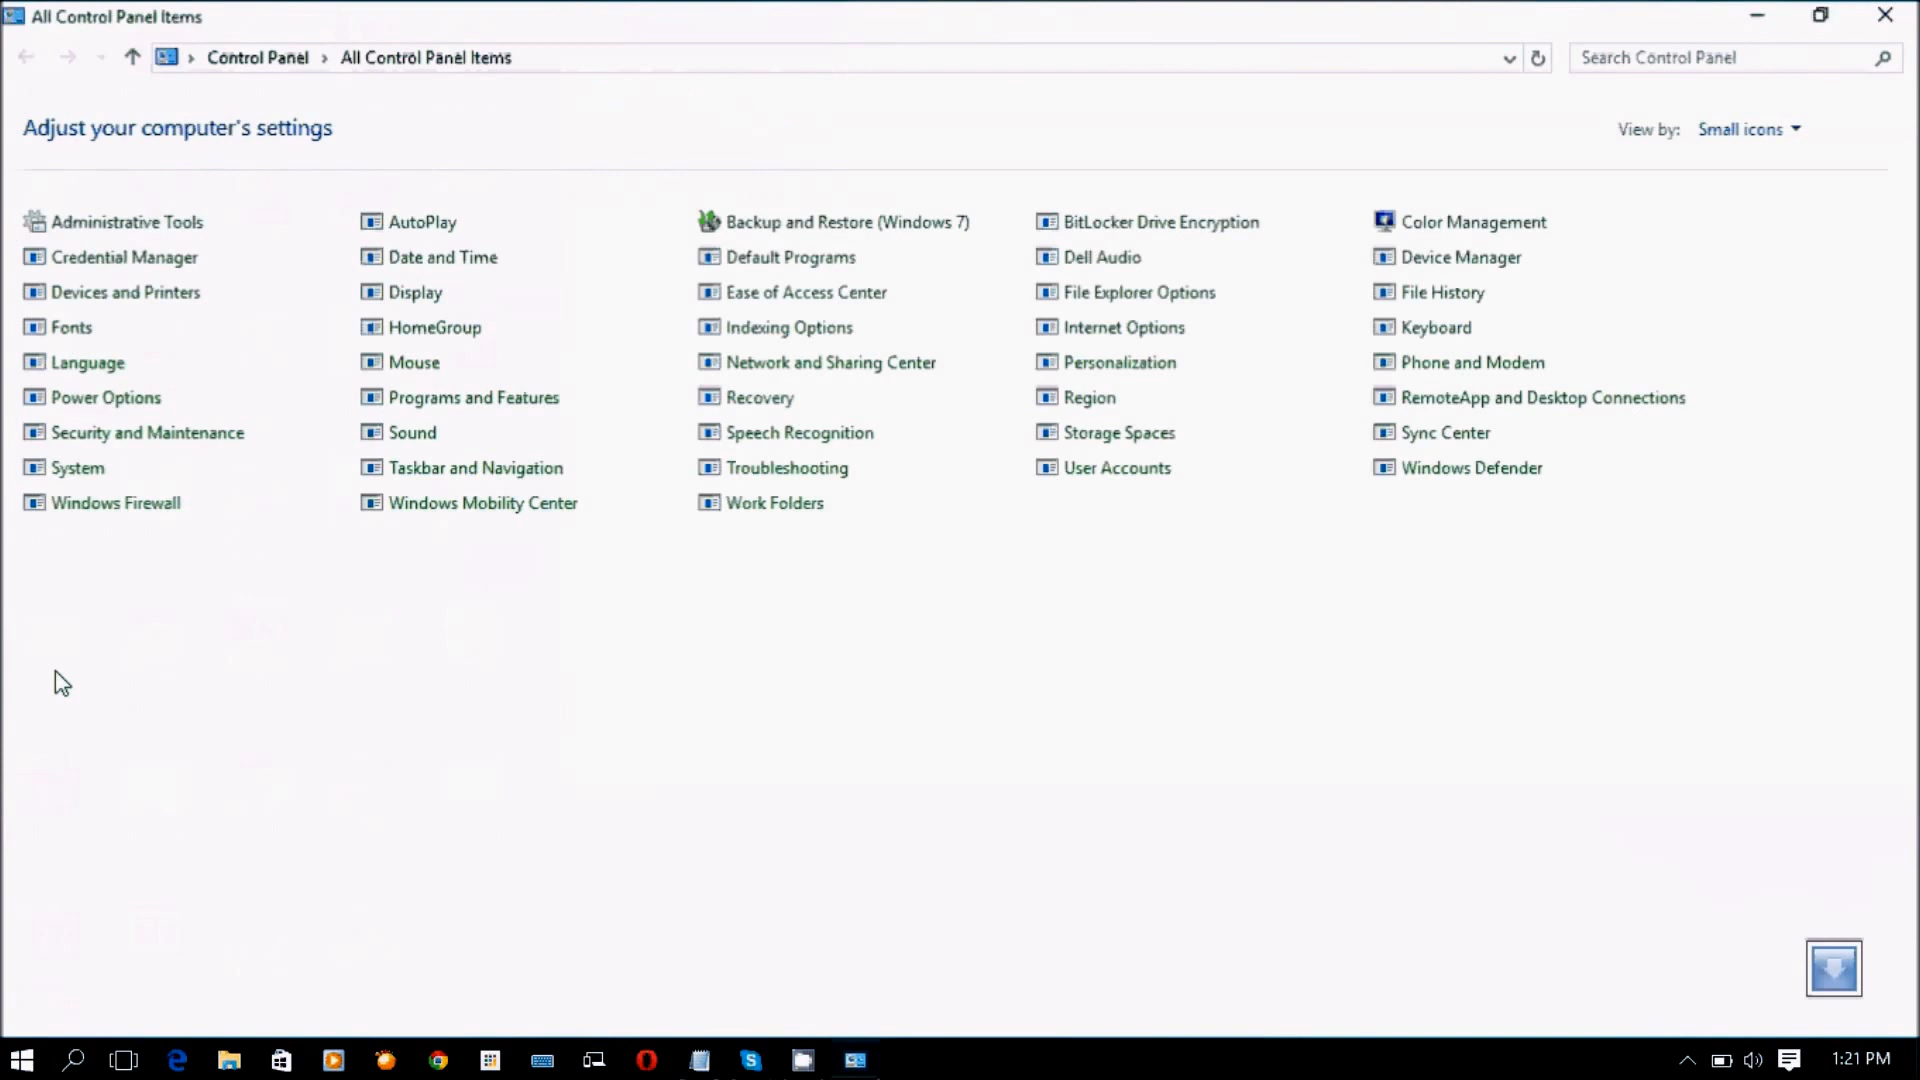 All Control Panel Items
Control Panel › All Control Panel Items
Search Control Panel
Adjust your computer's settings
View by: Small icons
Administrative Tools
AutoPlay
Backup and Restore (Windows 7)
BitLocker Drive Encryption
Color Management
Credential Manager
Date and Time
Default Programs
Dell Audio
Device Manager
Devices and Printers
Display
Ease of Access Center
File Explorer Options
File History
Fonts
HomeGroup
Indexing Options
Internet Options
Keyboard
Language
Mouse
Network and Sharing Center
Personalization
Phone and Modem
Power Options
Programs and Features
Recovery
Region
RemoteApp and Desktop Connections
Security and Maintenance
Sound
Speech Recognition
Storage Spaces
Sync Center
System
Taskbar and Navigation
Troubleshooting
User Accounts
Windows Defender
Windows Firewall
Windows Mobility Center
Work Folders
1:21 PM